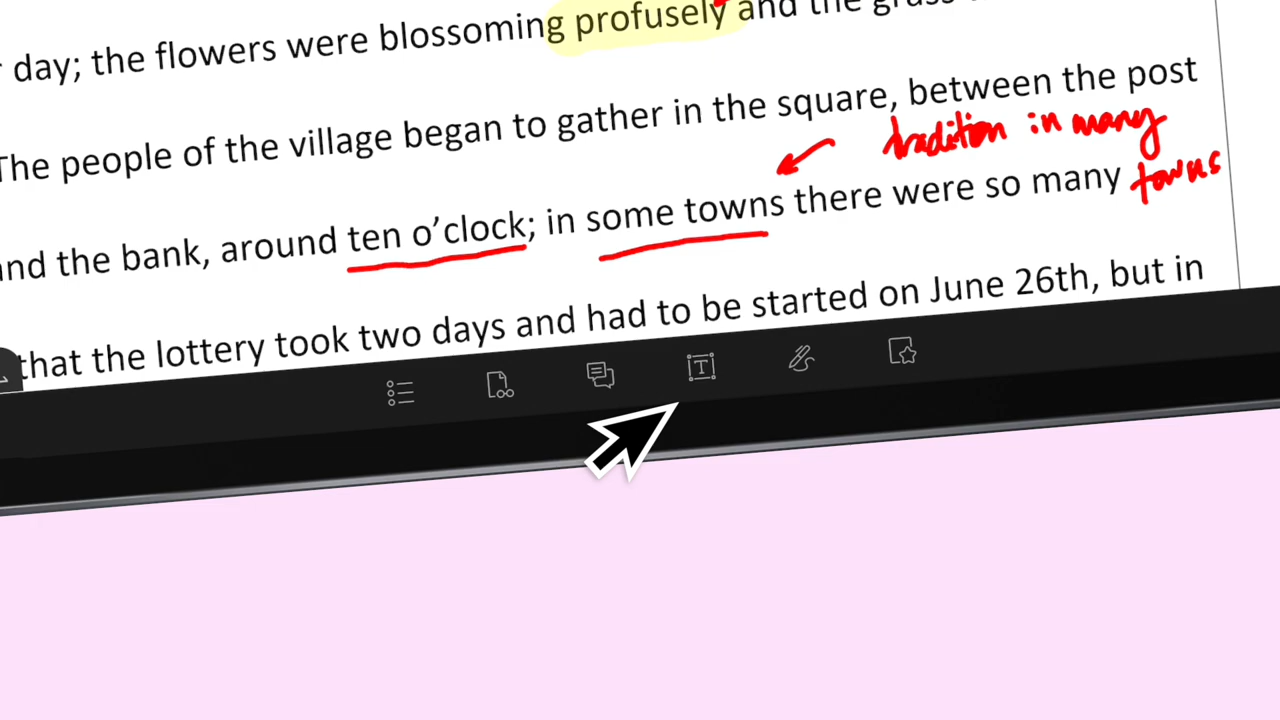 day; the flowers were blossoming profusely and the grass
The people of the village began to gather in the square, between the post
tradition in many
towns
and the bank, around ten o’clock; in some towns there were so many
that the lottery took two days and had to be started on June 26th, but in
T